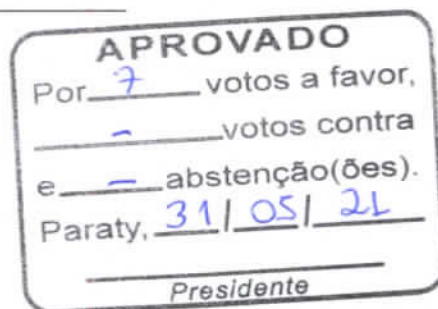 APROVADO
Por 7 votos a favor,
- votos contra
e - abstenção(ões).
Paraty, 31/05/21
Presidente